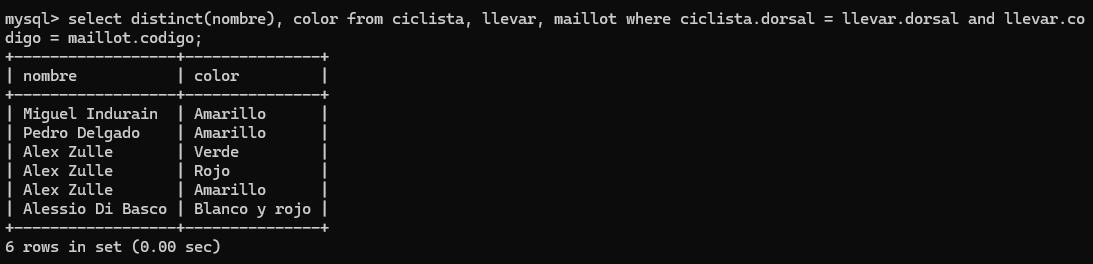 mysql> select distinct(nombre), color from ciclista, llevar, maillot where ciclista.dorsal = llevar.dorsal and llevar.co
digo = maillot.codigo;
+------------------+---------------+
| nombre           | color         |
+------------------+---------------+
| Miguel Indurain  | Amarillo      |
| Pedro Delgado    | Amarillo      |
| Alex Zulle       | Verde         |
| Alex Zulle       | Rojo          |
| Alex Zulle       | Amarillo      |
| Alessio Di Basco | Blanco y rojo |
+------------------+---------------+
6 rows in set (0.00 sec)